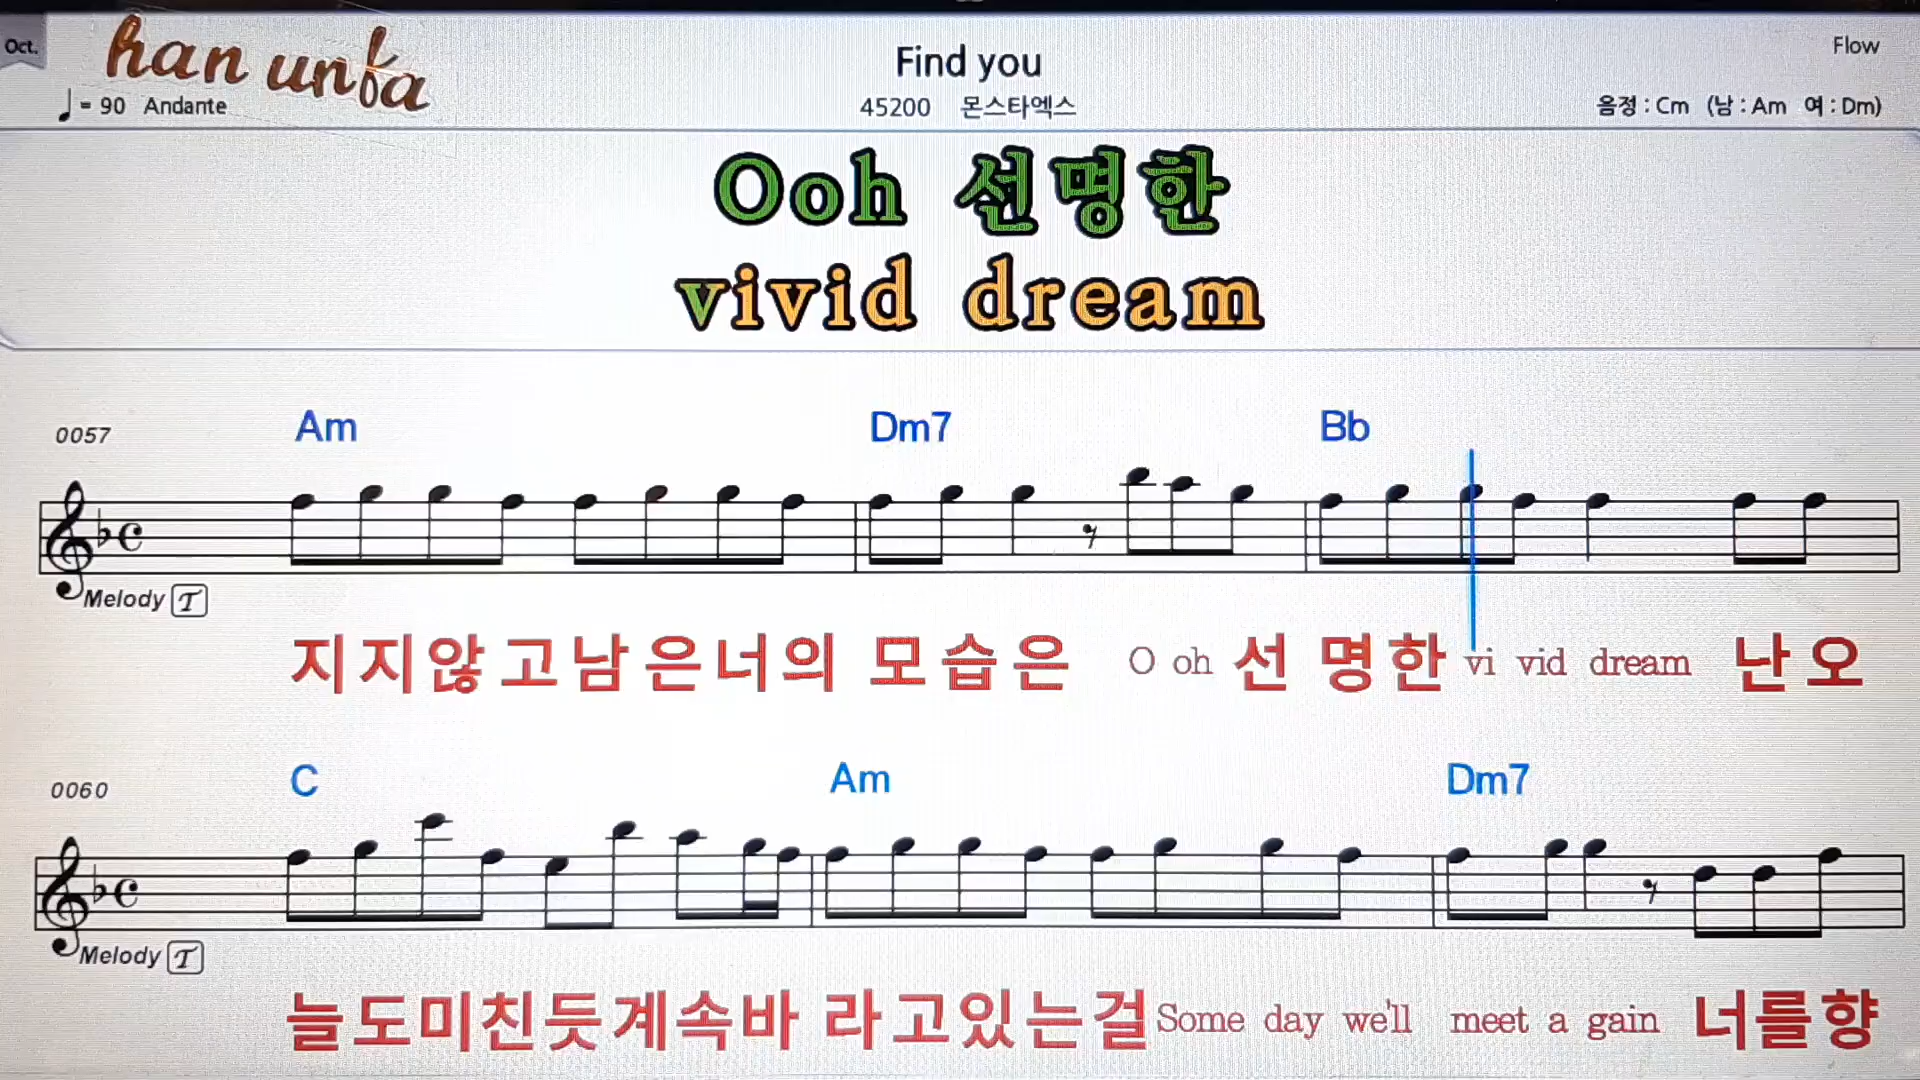 Oct.
han unfa
Find you
Flow
♩= 90 Andante
45200 몬스타엑스
음정 : Cm (남 : Am 여 : Dm)
Ooh 선명한
vivid dream
Am Dm7 Bb
0057
Melody T
지지않고남은너의 모습은 O oh 선 명한 vi vid dream 난오
C Am Dm7
0060
Melody T
늘도미친듯계속바 라고있는걸 Some day we'll meet a gain 너를향